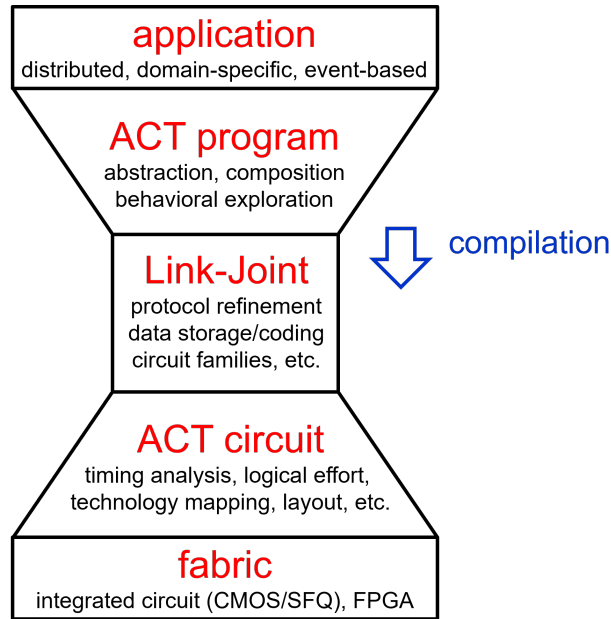 application
distributed, domain-specific, event-based
ACT program
abstraction, composition
behavioral exploration
compilation
Link-Joint
protocol refinement
data storage/coding
circuit families, etc.
ACT circuit
timing analysis, logical effort,
technology mapping, layout, etc.
fabric
integrated circuit (CMOS/SFQ), FPGA